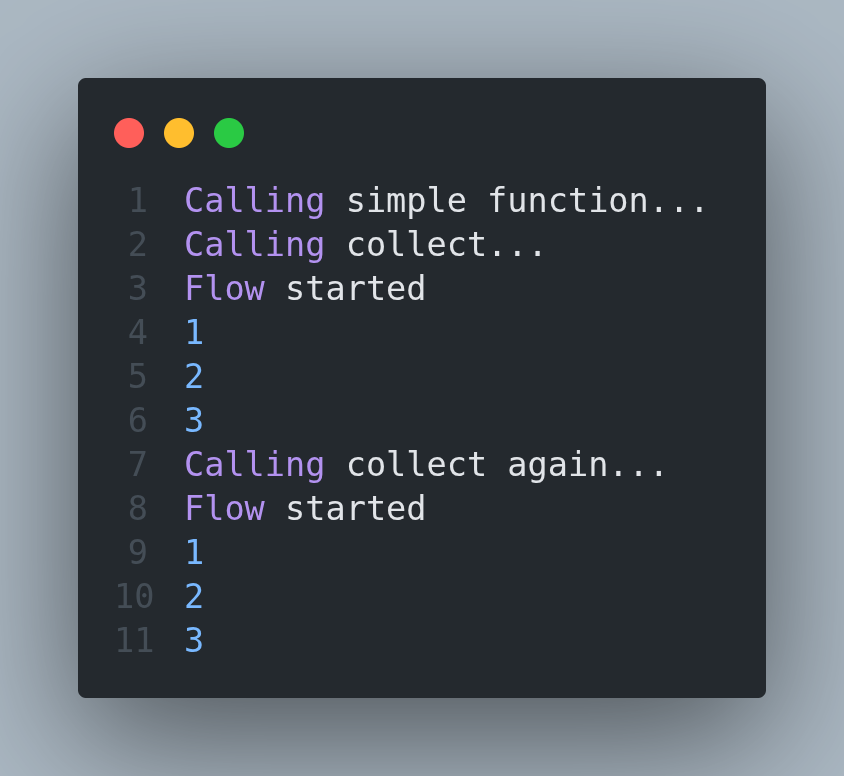 1 Calling simple function...
2 Calling collect...
3 Flow started
4 1
5 2
6 3
7 Calling collect again...
8 Flow started
9 1
10 2
11 3